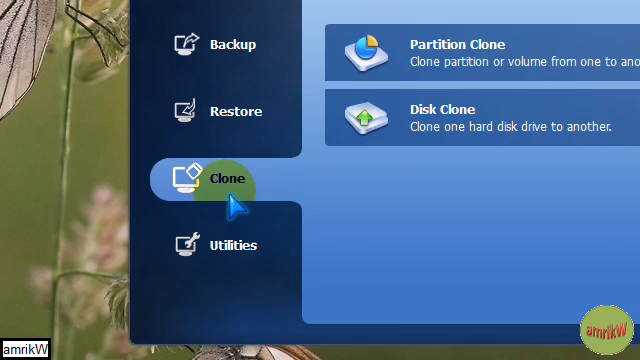 Backup
Restore
Clone
Utilities
Partition Clone
Clone partition or volume from one to ano
Disk Clone
Clone one hard disk drive to another.
amrikW
amrikW